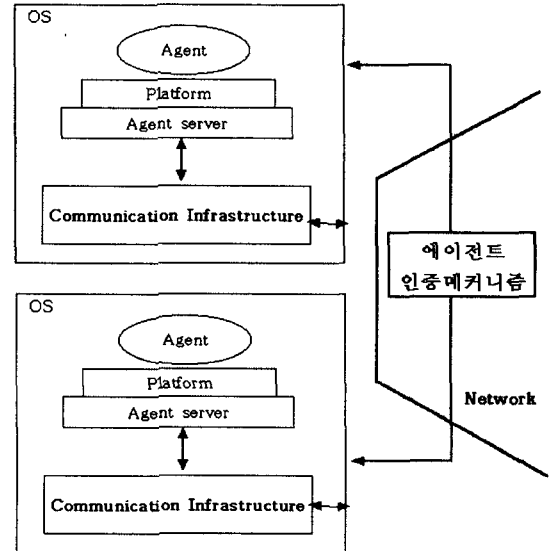 OS
Agent
Platform
Agent server
Communication Infrastructure
에이전트
인증메커니즘
OS
Agent
Platform
Agent server
Communication Infrastructure
Network